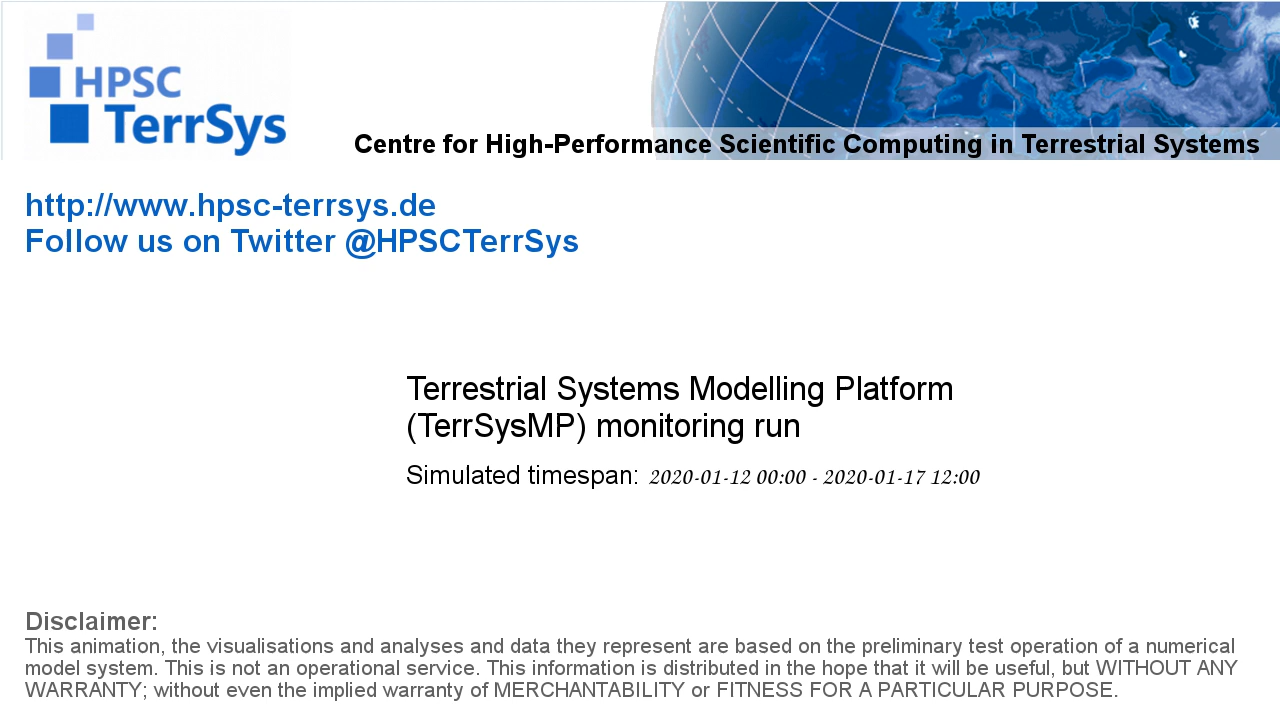 HPSC
TerrSys
Centre for High-Performance Scientific Computing in Terrestrial Systems
http://www.hpsc-terrsys.de
Follow us on Twitter @HPSCTerrSys
Terrestrial Systems Modelling Platform
(TerrSysMP) monitoring run
Simulated timespan: 2020-01-12 00:00 - 2020-01-17 12:00
Disclaimer:
This animation, the visualisations and analyses and data they represent are based on the preliminary test operation of a numerical
model system. This is not an operational service. This information is distributed in the hope that it will be useful, but WITHOUT ANY
WARRANTY; without even the implied warranty of MERCHANTABILITY or FITNESS FOR A PARTICULAR PURPOSE.